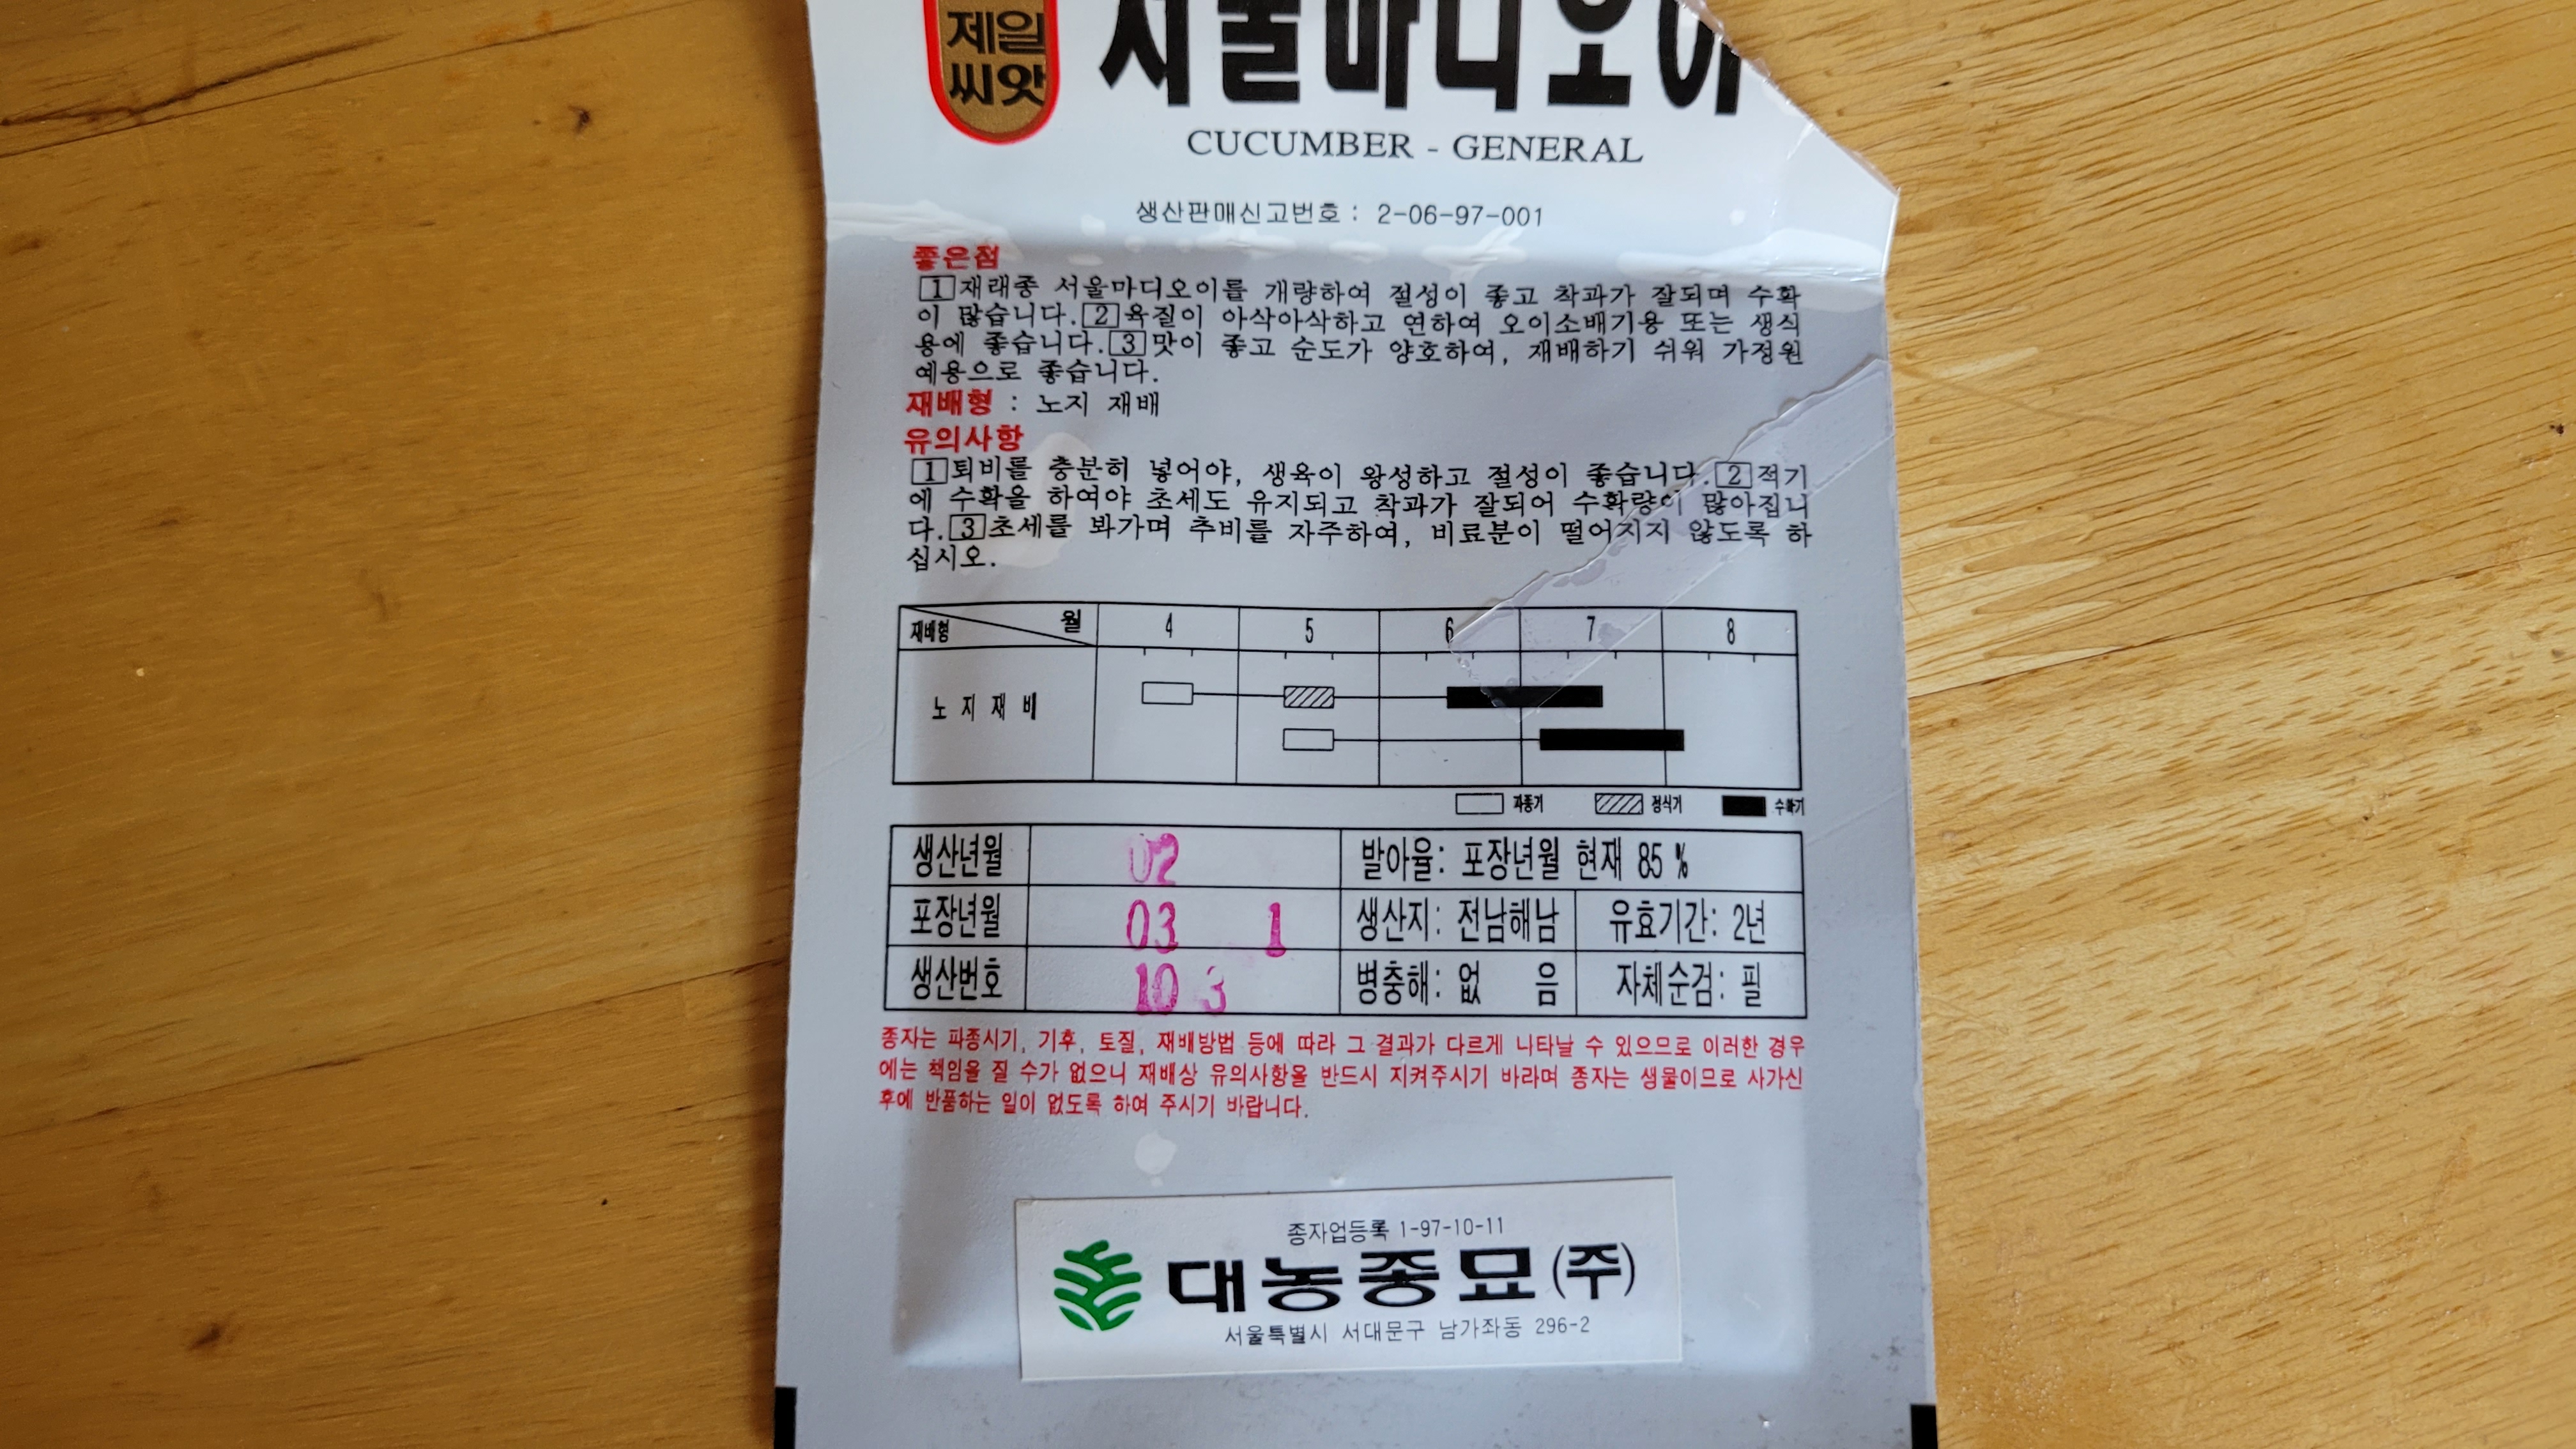 제일
씨앗
서울마디오이
CUCUMBER - GENERAL
생산판매신고번호 : 2-06-97-001
좋은점
1 재래종 서울마디오이를 개량하여 절성이 좋고 착과가 잘되며 수확
이 많습니다. 2 육질이 아삭아삭하고 연하여 오이소배기용 또는 생식
용에 좋습니다. 3 맛이 좋고 순도가 양호하여, 재배하기 쉬워 가정원
예용으로 좋습니다.
재배형 : 노지 재배
유의사항
1 퇴비를 충분히 넣어야, 생육이 왕성하고 절성이 좋습니다. 2 적기
에 수확을 하여야 초세도 유지되고 착과가 잘되어 수확량이 많아집니
다. 3 초세를 봐가며 추비를 자주하여, 비료분이 떨어지지 않도록 하
십시오.
재배형 월 4 5 6 7 8
노 지 재 배
파종기 정식기 수확기
생산년월 02 발아율: 포장년월 현재 85 %
포장년월 03 1 생산지: 전남해남 유효기간: 2년
생산번호 10 3 병충해: 없 음 자체순검: 필
종자는 파종시기, 기후, 토질, 재배방법 등에 따라 그 결과가 다르게 나타날 수 있으므로 이러한 경우
에는 책임을 질 수가 없으니 재배상 유의사항을 반드시 지켜주시기 바라며 종자는 생물이므로 사가신
후에 반품하는 일이 없도록 하여 주시기 바랍니다.
종자업등록 1-97-10-11
대농종묘(주)
서울특별시 서대문구 남가좌동 296-2